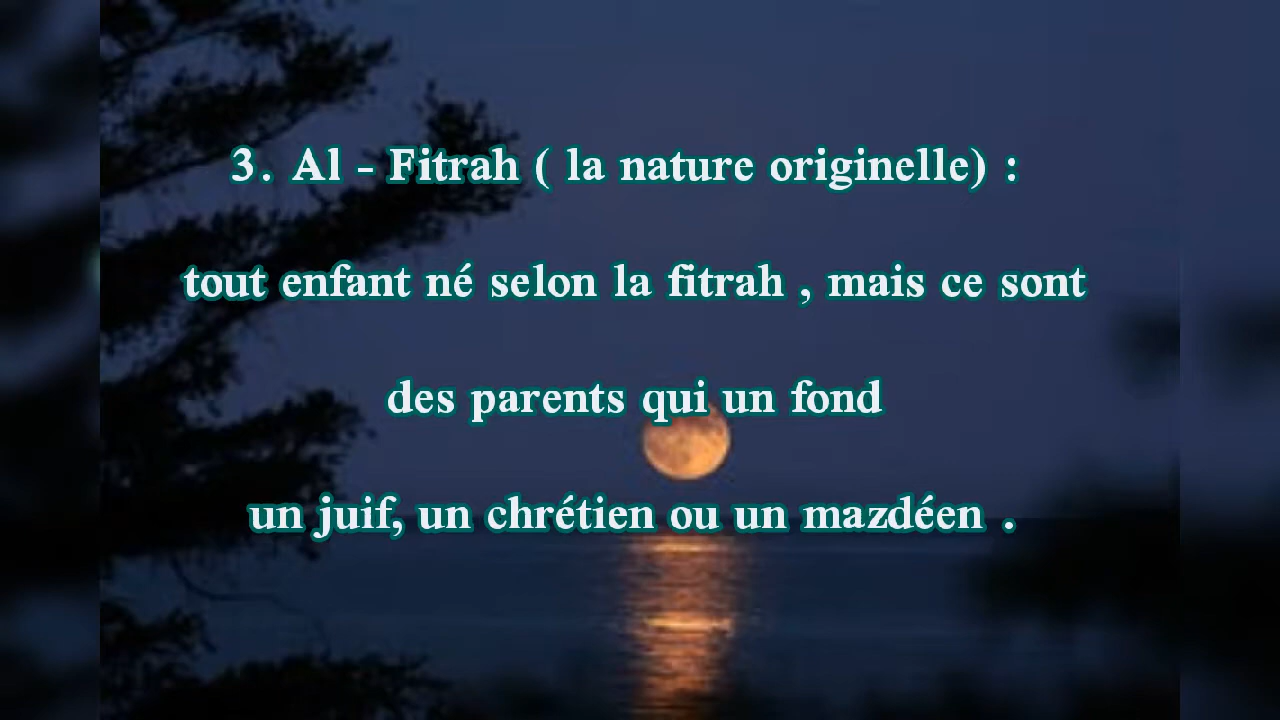 3. Al - Fitrah ( la nature originelle) :
tout enfant né selon la fitrah , mais ce sont
des parents qui un fond
un juif, un chrétien ou un mazdéen .